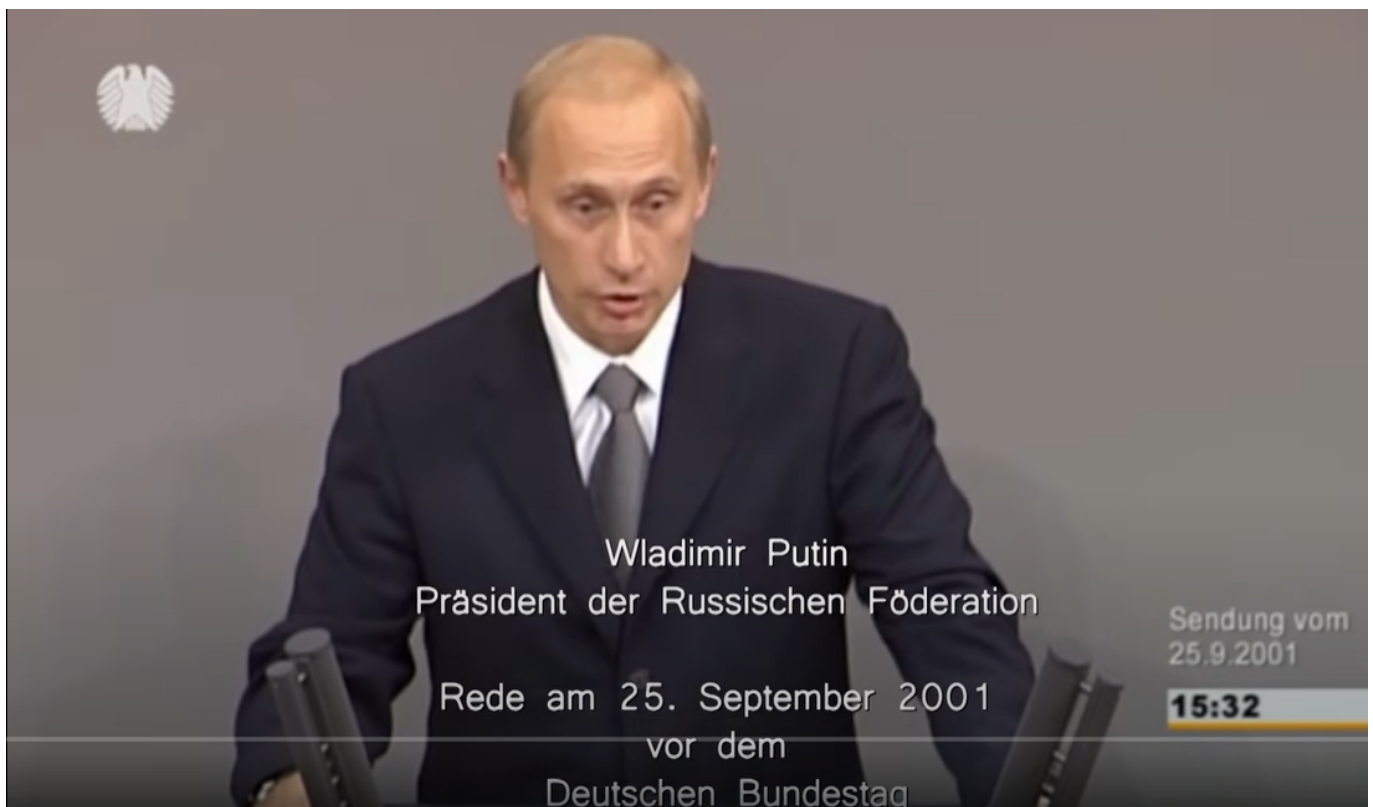 Wladimir Putin
Präsident der Russischen Föderation
Rede am 25. September 2001
vor dem
Deutschen Bundestag
Sendung vom
25.9.2001
15:32